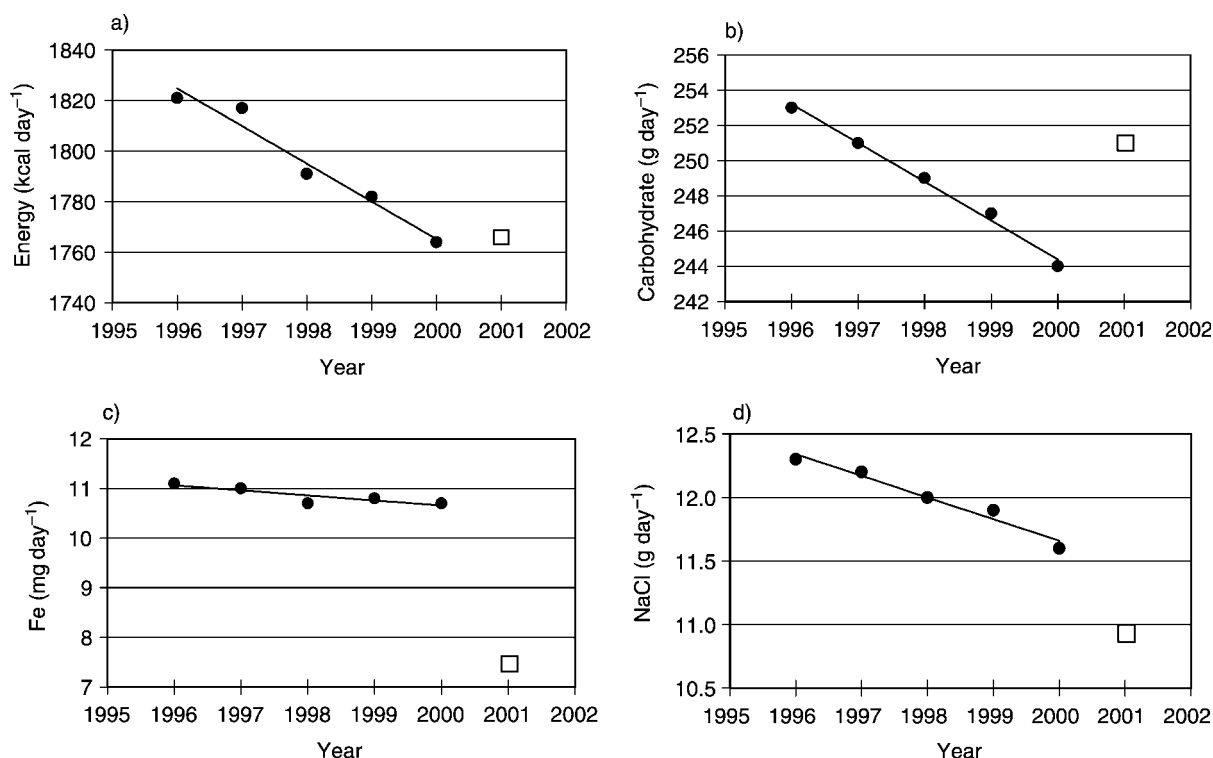 a)
Energy (kcal day⁻¹)
1840
1820
1800
1780
1760
1740
1995 1996 1997 1998 1999 2000 2001 2002
Year
b)
Carbohydrate (g day⁻¹)
256
254
252
250
248
246
244
242
1995 1996 1997 1998 1999 2000 2001 2002
Year
c)
Fe (mg day⁻¹)
12
11
10
9
8
7
1995 1996 1997 1998 1999 2000 2001 2002
Year
d)
NaCl (g day⁻¹)
12.5
12.0
11.5
11.0
10.5
1995 1996 1997 1998 1999 2000 2001 2002
Year